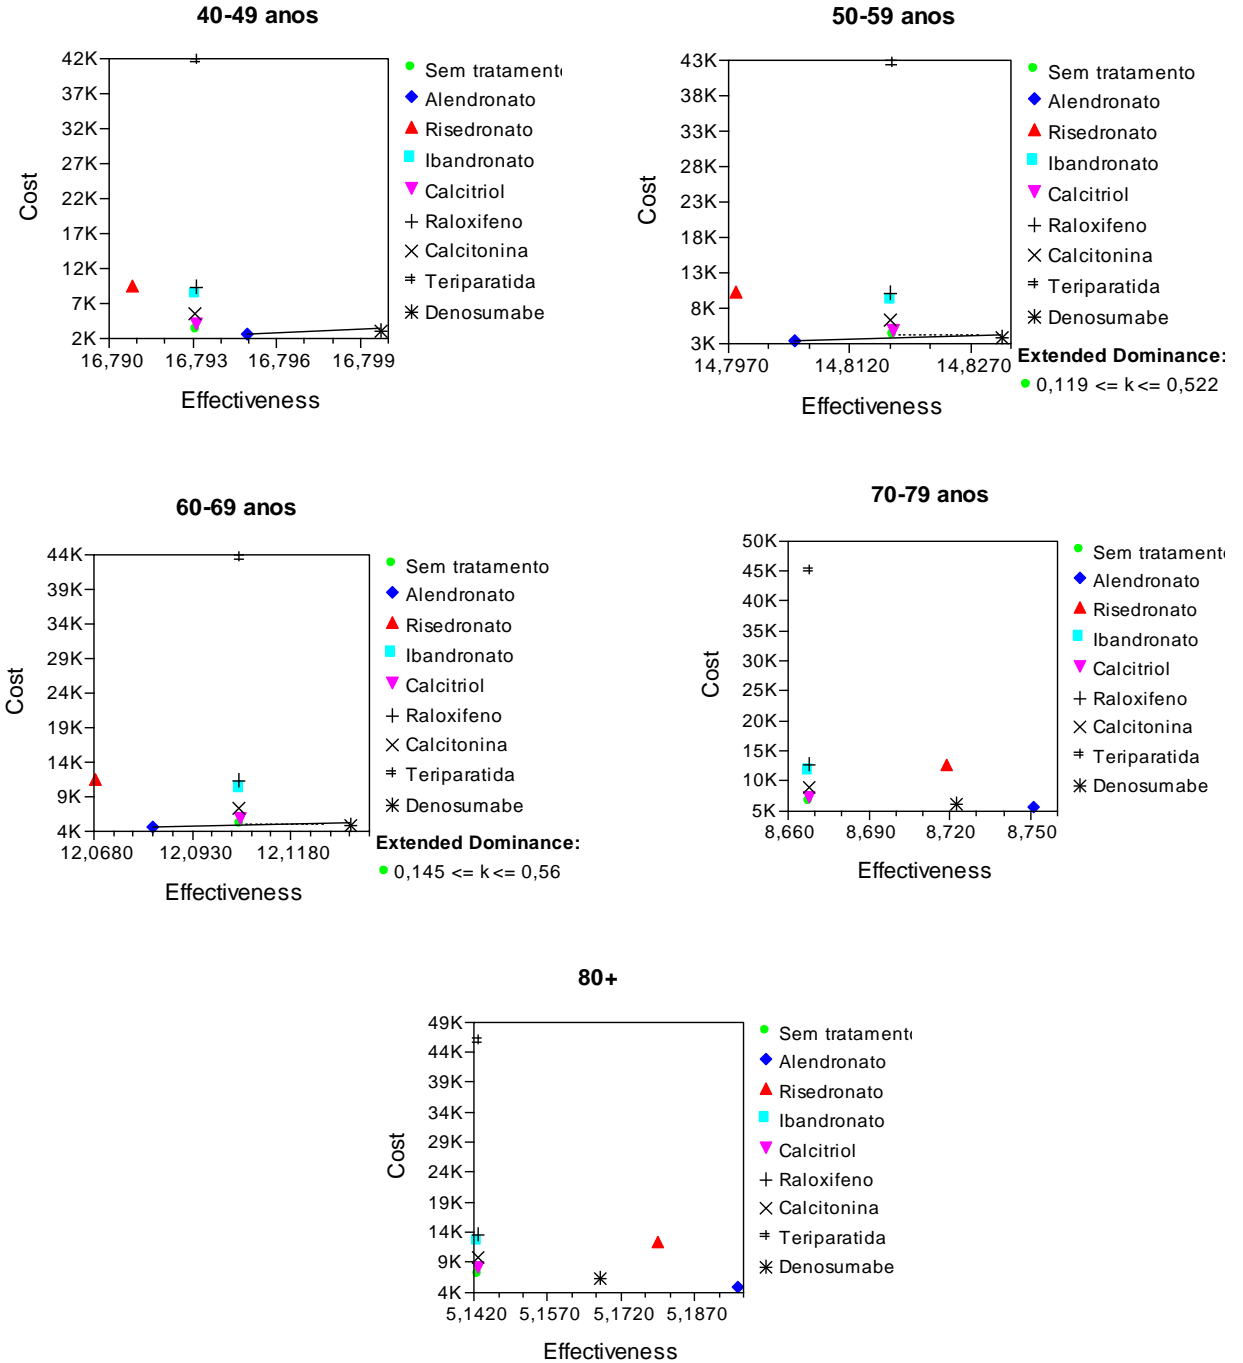 40-49 anos
42K
37K
32K
27K
22K
17K
12K
7K
2K
Cost
16,790 16,793 16,796 16,799
Effectiveness
Sem tratament
Alendronato
Risedronato
Ibandronato
Calcitriol
Raloxifeno
Calcitonina
Teriparatida
Denosumabe
50-59 anos
43K
38K
33K
28K
23K
18K
13K
8K
3K
Cost
14,7970 14,8120 14,8270
Effectiveness
Sem tratamento
Alendronato
Risedronato
Ibandronato
Calcitriol
Raloxifeno
Calcitonina
Teriparatida
Denosumabe
Extended Dominance:
0,119 <= k<= 0,522
60-69 anos
44K
39K
34K
29K
24K
19K
14K
9K
4K
Cost
12,0680 12,0930 12,1180
Effectiveness
Sem tratamento
Alendronato
Risedronato
Ibandronato
Calcitriol
Raloxifeno
Calcitonina
Teriparatida
Denosumabe
Extended Dominance:
0,145 <= k<= 0,56
70-79 anos
50K
45K
40K
35K
30K
25K
20K
15K
10K
5K
Cost
8,660 8,690 8,720 8,750
Effectiveness
Sem tratament
Alendronato
Risedronato
Ibandronato
Calcitriol
Raloxifeno
Calcitonina
Teriparatida
Denosumabe
80+
49K
44K
39K
34K
29K
24K
19K
14K
9K
4K
Cost
5,1420 5,1570 5,1720 5,1870
Effectiveness
Sem tratament
Alendronato
Risedronato
Ibandronato
Calcitriol
Raloxifeno
Calcitonina
Teriparatida
Denosumabe